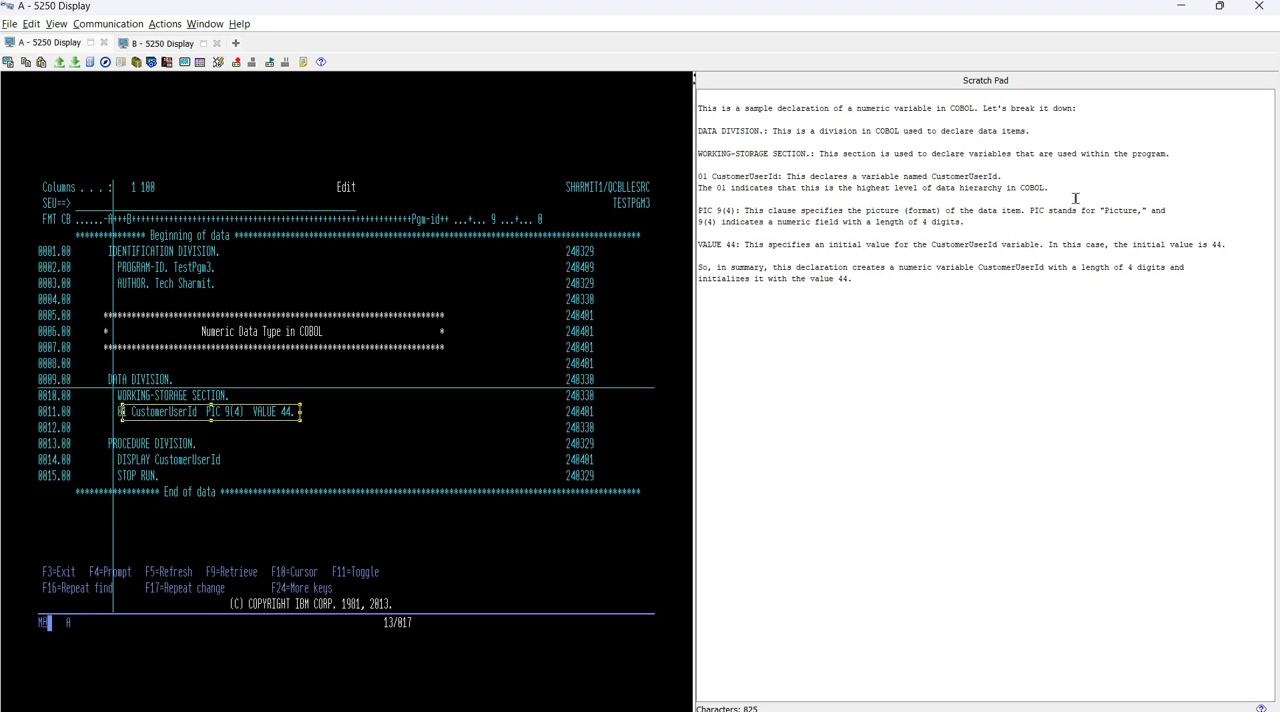 A - 5250 Display
File Edit View Communication Actions Window Help
A - 5250 Display
B - 5250 Display
Columns . . . : 1 100 Edit SHARMIT1/QCBLLESRC
SEU==> TESTPGM3
FMT CB ......-A+++B++++++++++++++++++++++++++++++++++++++++++++++++++++++++++++Pgm-id++ ...+... 9 ...+... 0
*************** Beginning of data *************************************************************************************
0001.00 IDENTIFICATION DIVISION. 240329
0002.00 PROGRAM-ID. TestPgm3. 240409
0003.00 AUTHOR. Tech Sharmit. 240329
0004.00 240330
0005.00 ************************************************************************* 240401
0006.00 * Numeric Data Type in COBOL * 240401
0007.00 ************************************************************************* 240401
0008.00 240401
0009.00 DATA DIVISION. 240330
0010.00 WORKING-STORAGE SECTION. 240330
0011.00 CustomerUserId PIC 9(4) VALUE 44. 240401
0012.00 240330
0013.00 PROCEDURE DIVISION. 240329
0014.00 DISPLAY CustomerUserId 240401
0015.00 STOP RUN. 240329
****************** End of data ****************************************************************************************
F3=Exit F4=Prompt F5=Refresh F9=Retrieve F10=Cursor F11=Toggle
F16=Repeat find F17=Repeat change F24=More keys
(C) COPYRIGHT IBM CORP. 1981, 2013.
A 13/017
Scratch Pad
This is a sample declaration of a numeric variable in COBOL. Let's break it down:
DATA DIVISION.: This is a division in COBOL used to declare data items.
WORKING-STORAGE SECTION.: This section is used to declare variables that are used within the program.
01 CustomerUserId: This declares a variable named CustomerUserId.
The 01 indicates that this is the highest level of data hierarchy in COBOL.
PIC 9(4): This clause specifies the picture (format) of the data item. PIC stands for "Picture," and
9(4) indicates a numeric field with a length of 4 digits.
VALUE 44: This specifies an initial value for the CustomerUserId variable. In this case, the initial value is 44.
So, in summary, this declaration creates a numeric variable CustomerUserId with a length of 4 digits and
initializes it with the value 44.
Characters: 825